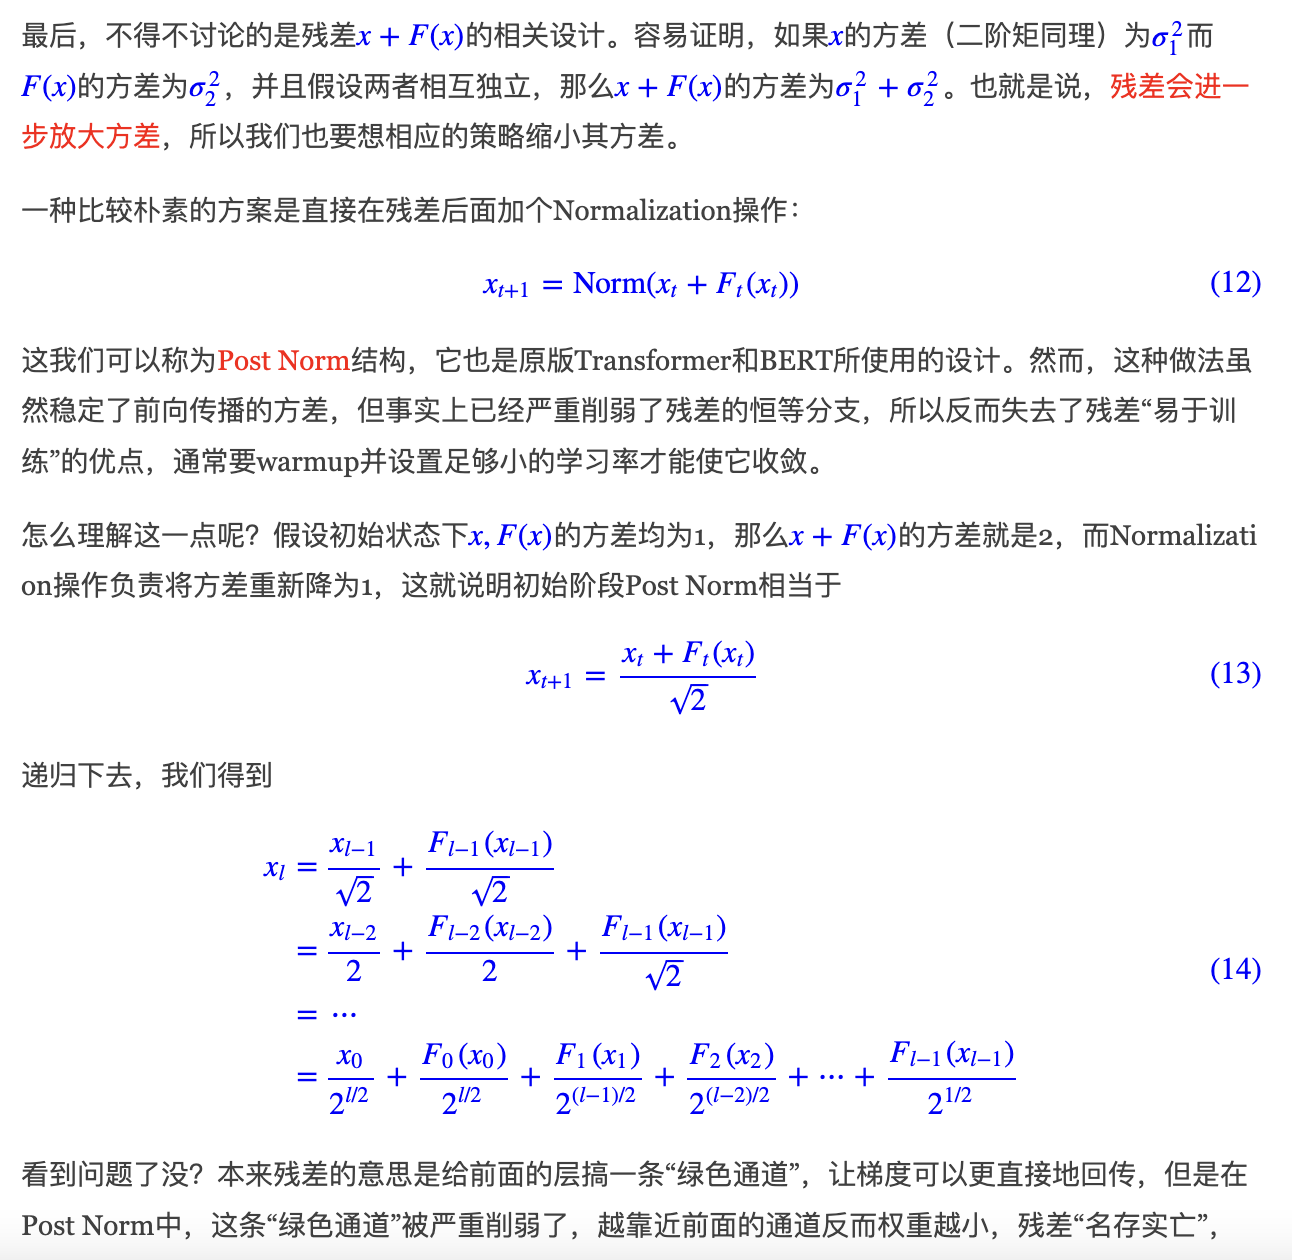 最后，不得不讨论的是残差x + F(x)的相关设计。容易证明，如果x的方差（二阶矩同理）为σ₁²而
F(x)的方差为σ₂²，并且假设两者相互独立，那么x + F(x)的方差为σ₁² + σ₂²。也就是说，残差会进一
步放大方差，所以我们也要想相应的策略缩小其方差。
一种比较朴素的方案是直接在残差后面加个Normalization操作：
x_{t+1} = Norm(x_t + F_t(x_t)) (12)
这我们可以称为Post Norm结构，它也是原版Transformer和BERT所使用的设计。然而，这种做法虽
然稳定了前向传播的方差，但事实上已经严重削弱了残差的恒等分支，所以反而失去了残差“易于训
练”的优点，通常要warmup并设置足够小的学习率才能使它收敛。
怎么理解这一点呢？假设初始状态下x, F(x)的方差均为1，那么x + F(x)的方差就是2，而Normalizati
on操作负责将方差重新降为1，这就说明初始阶段Post Norm相当于
x_{t+1} = \frac{x_t + F_t(x_t)}{\sqrt{2}} (13)
递归下去，我们得到
x_l = \frac{x_{l-1}}{\sqrt{2}} + \frac{F_{l-1}(x_{l-1})}{\sqrt{2}}
= \frac{x_{l-2}}{2} + \frac{F_{l-2}(x_{l-2})}{2} + \frac{F_{l-1}(x_{l-1})}{\sqrt{2}} (14)
= ⋯
= \frac{x_0}{2^{l/2}} + \frac{F_0(x_0)}{2^{l/2}} + \frac{F_1(x_1)}{2^{(l-1)/2}} + \frac{F_2(x_2)}{2^{(l-2)/2}} + ⋯ + \frac{F_{l-1}(x_{l-1})}{2^{1/2}}
看到问题了没？本来残差的意思是给前面的层搞一条“绿色通道”，让梯度可以更直接地回传，但是在
Post Norm中，这条“绿色通道”被严重削弱了，越靠近前面的通道反而权重越小，残差“名存实亡”，